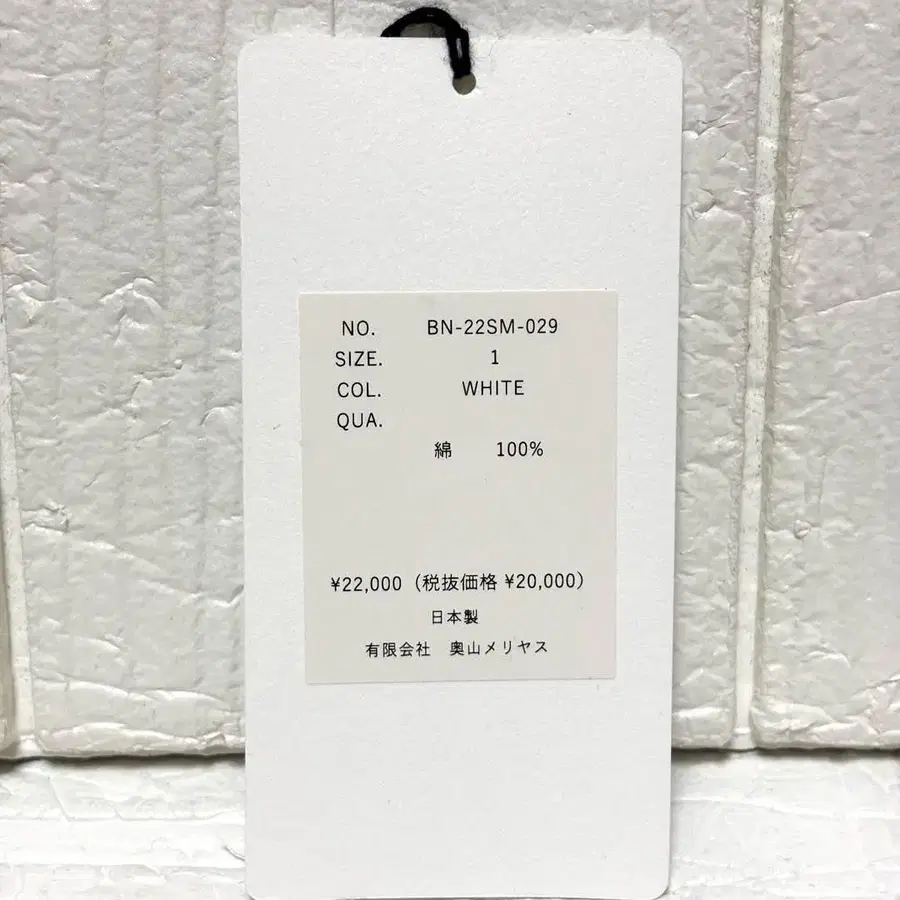 NO. BN-22SM-029
SIZE. 1
COL. WHITE
QUA.
綿 100%
¥22,000 (税抜価格 ¥20,000)
日本製
有限会社 奥山メリヤス